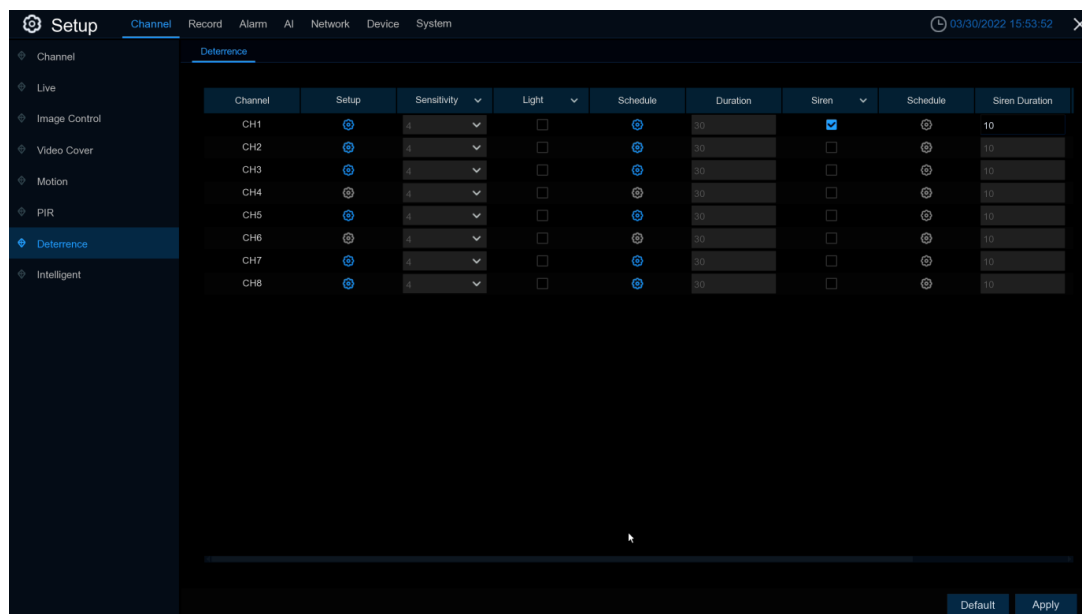 Setup Channel Record Alarm AI Network Device System 03/30/2022 15:53:52
Channel
Live
Image Control
Video Cover
Motion
PIR
Deterrence
Intelligent
Deterrence
Channel Setup Sensitivity Light Schedule Duration Siren Schedule Siren Duration
CH1 4 30 10
CH2 4 30 10
CH3 4 30 10
CH4 4 30 10
CH5 4 30 10
CH6 4 30 10
CH7 4 30 10
CH8 4 30 10
Default Apply